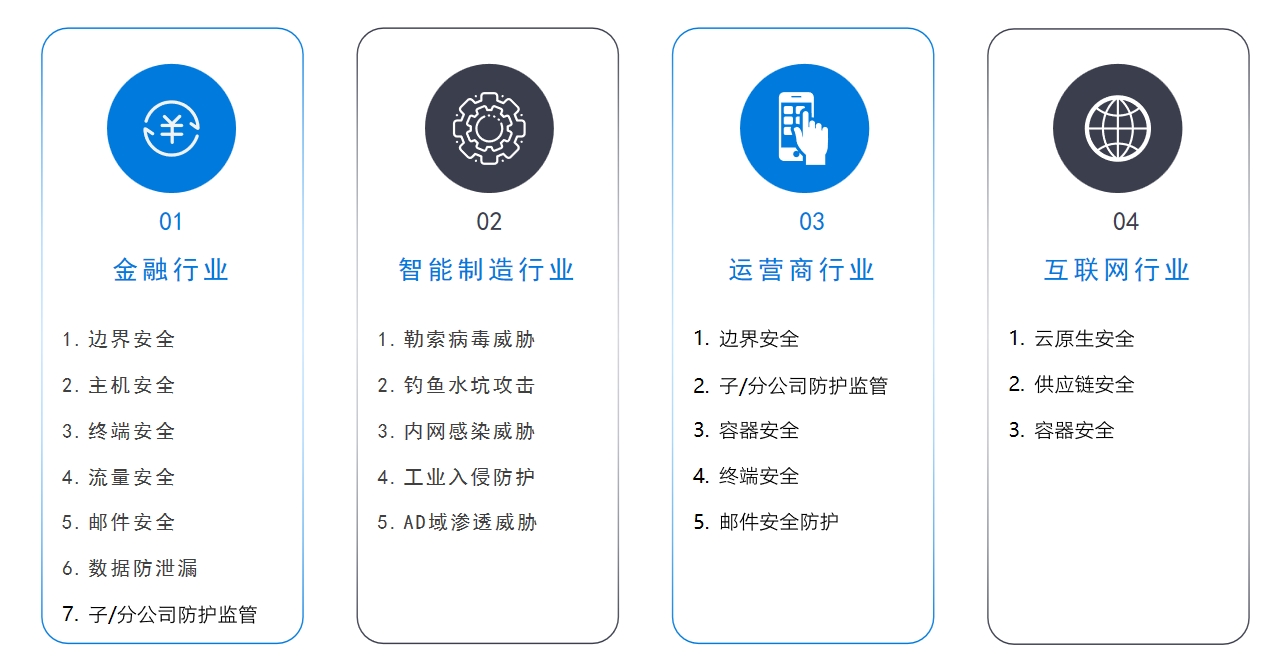 01
金融行业
1. 边界安全
2. 主机安全
3. 终端安全
4. 流量安全
5. 邮件安全
6. 数据防泄漏
7. 子/分公司防护监管
02
智能制造行业
1. 勒索病毒威胁
2. 钓鱼水坑攻击
3. 内网感染威胁
4. 工业入侵防护
5. AD域渗透威胁
03
运营商行业
1. 边界安全
2. 子/分公司防护监管
3. 容器安全
4. 终端安全
5. 邮件安全防护
04
互联网行业
1. 云原生安全
2. 供应链安全
3. 容器安全